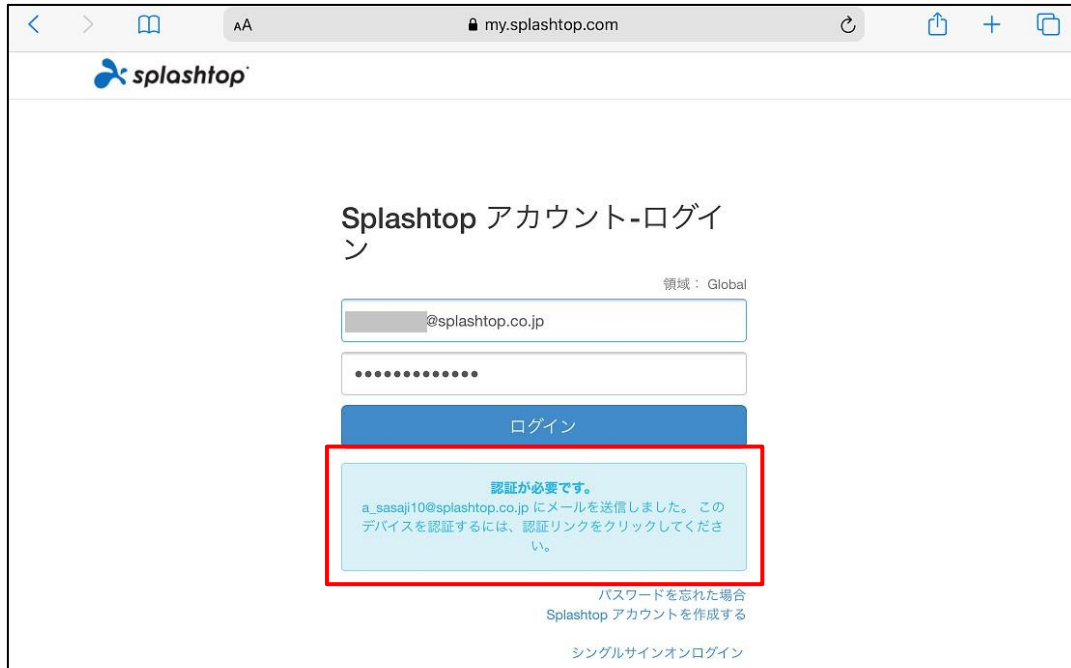 AA my.splashtop.com
splashtop
Splashtop アカウント-ログイ
ン
領域： Global
@splashtop.co.jp
ログイン
認証が必要です。
a_sasaji10@splashtop.co.jp にメールを送信しました。 この
デバイスを認証するには、認証リンクをクリックしてくださ
い。
パスワードを忘れた場合
Splashtop アカウントを作成する
シングルサインオンログイン